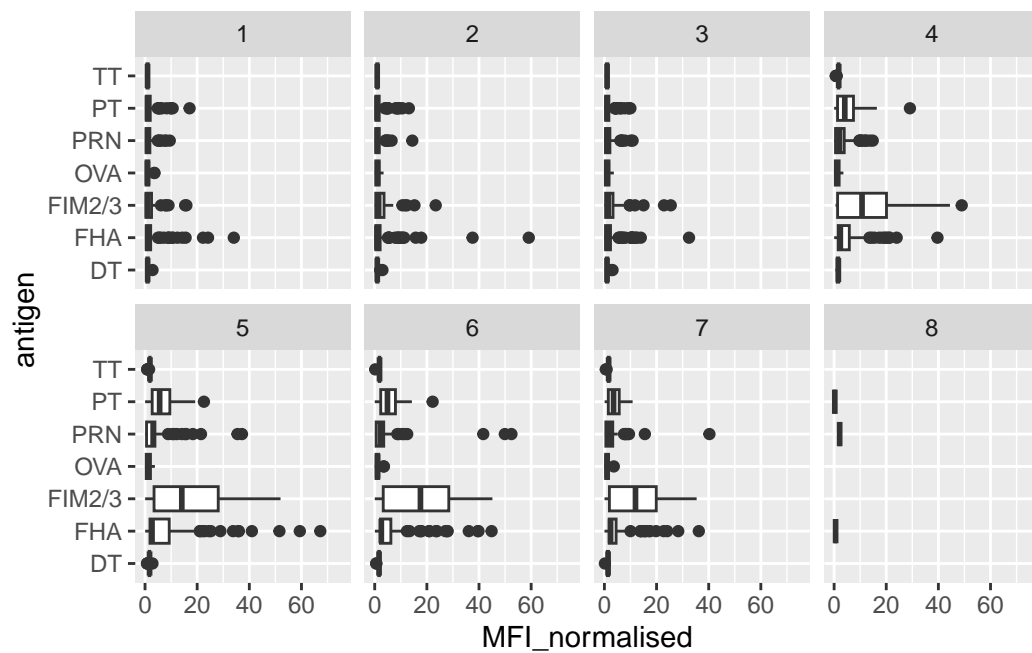 1 2 3 4
TT
PT
PRN
OVA
FIM2/3
FHA
DT
antigen
5 6 7 8
TT
PT
PRN
OVA
FIM2/3
FHA
DT
0 20 40 60 0 20 40 60 0 20 40 60 0 20 40 60
MFI_normalised